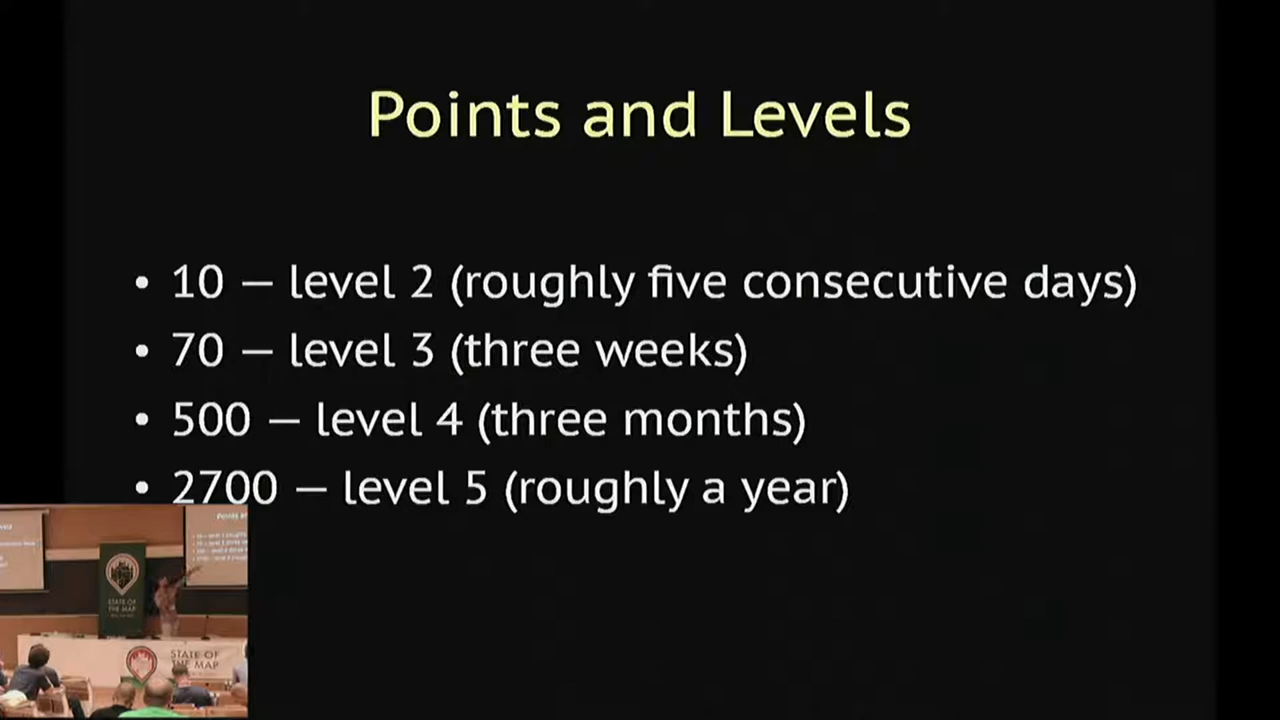 Points and Levels
• 10 — level 2 (roughly five consecutive days)
• 70 — level 3 (three weeks)
• 500 — level 4 (three months)
• 2700 — level 5 (roughly a year)
STATE OF
THE MAP
STATE OF
THE MAP